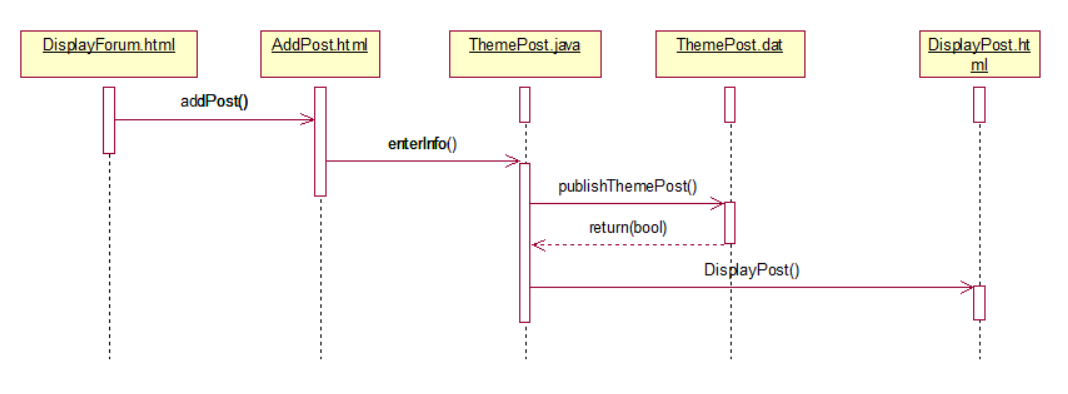 DisplayForum.html
AddPost.html
ThemePost.java
ThemePost.dat
DisplayPost.ht
ml
addPost()
enterInfo()
publishThemePost()
return(bool)
DisplayPost()